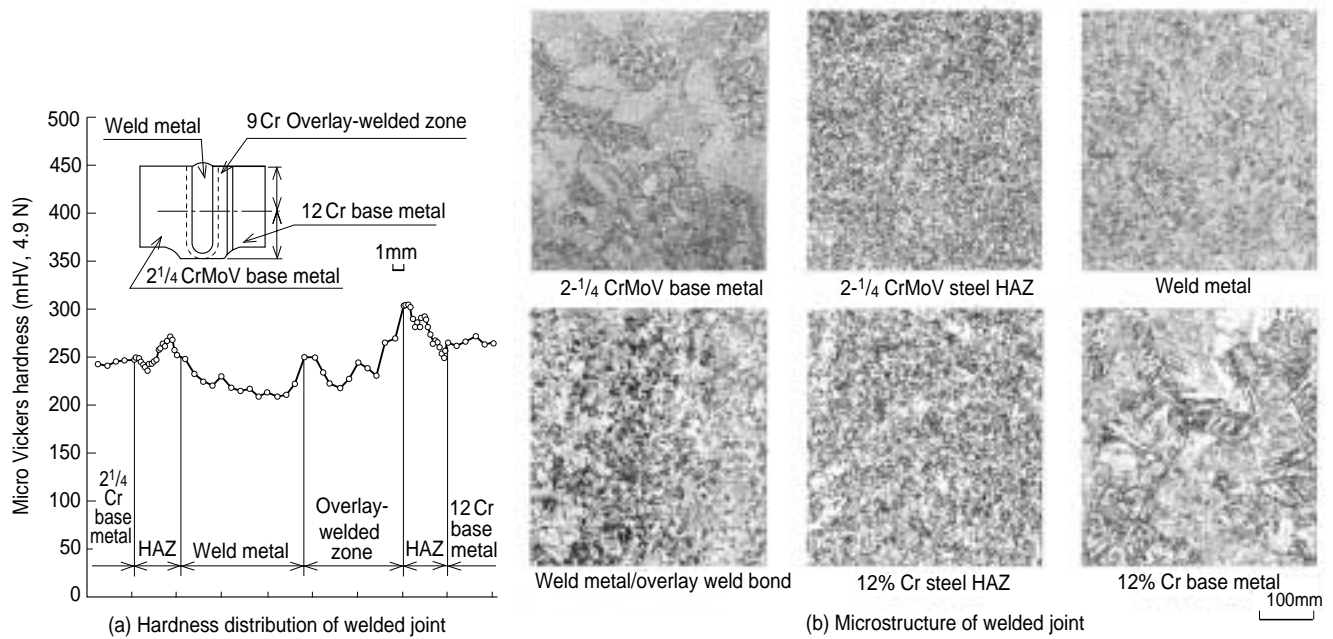 500
450
400
350
300
250
200
150
100
50
0
Micro Vickers hardness (mHV, 4.9 N)
Weld metal
9 Cr Overlay-welded zone
12 Cr base metal
2¹/₄ CrMoV base metal
1mm
2¹/₄
Cr
base
metal
HAZ
Weld metal
Overlay-
welded
zone
HAZ
12 Cr
base
metal
(a) Hardness distribution of welded joint
2-¹/₄ CrMoV base metal
2-¹/₄ CrMoV steel HAZ
Weld metal
Weld metal/overlay weld bond
12% Cr steel HAZ
12% Cr base metal
100mm
(b) Microstructure of welded joint